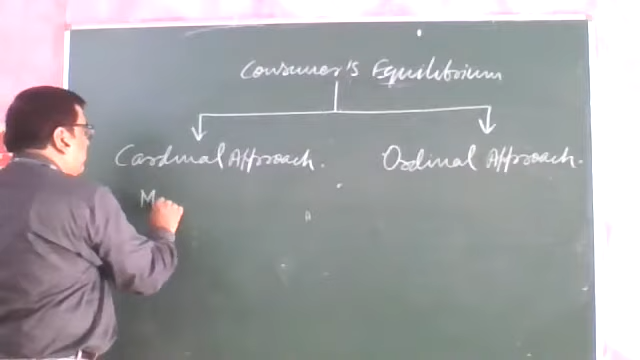 Consumer's Equilibrium
Cardinal Approach.
Ordinal Approach.
M